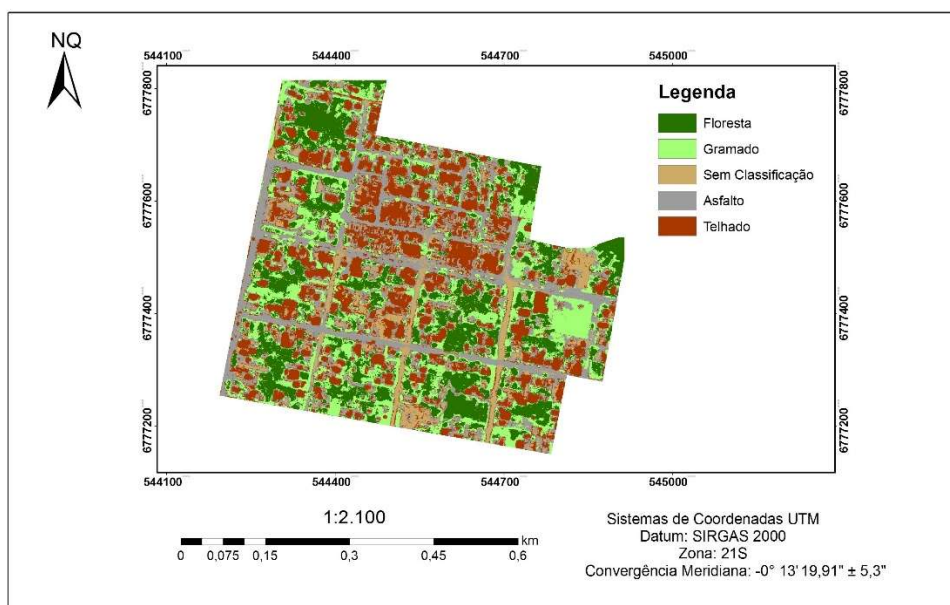 NQ
544100 544400 544700 545000
6777800
6777600
6777400
6777200
6777800
6777600
6777400
6777200
Legenda
Floresta
Gramado
Sem Classificação
Asfalto
Telhado
544100 544400 544700 545000
1:2.100
km
0 0,075 0,15 0,3 0,45 0,6
Sistemas de Coordenadas UTM
Datum: SIRGAS 2000
Zona: 21S
Convergência Meridiana: -0° 13' 19,91" ± 5,3"